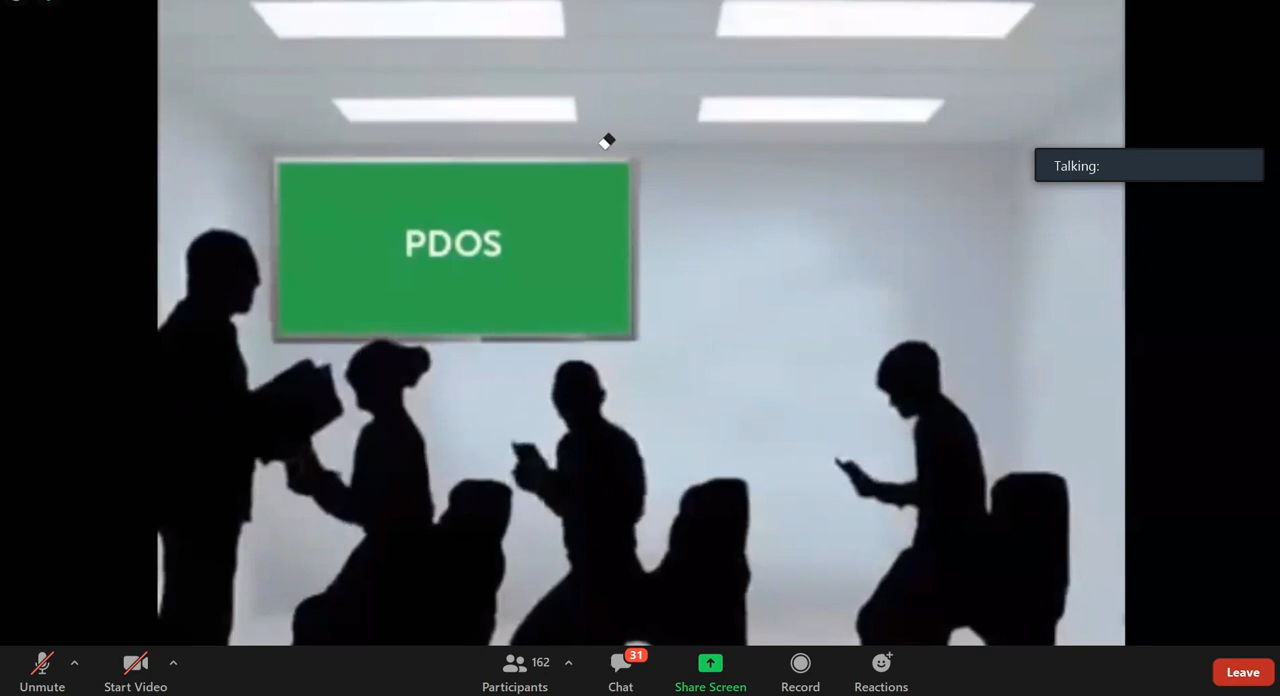 PDOS
Talking:
31
162
Unmute
Start Video
Participants
Chat
Share Screen
Record
Reactions
Leave